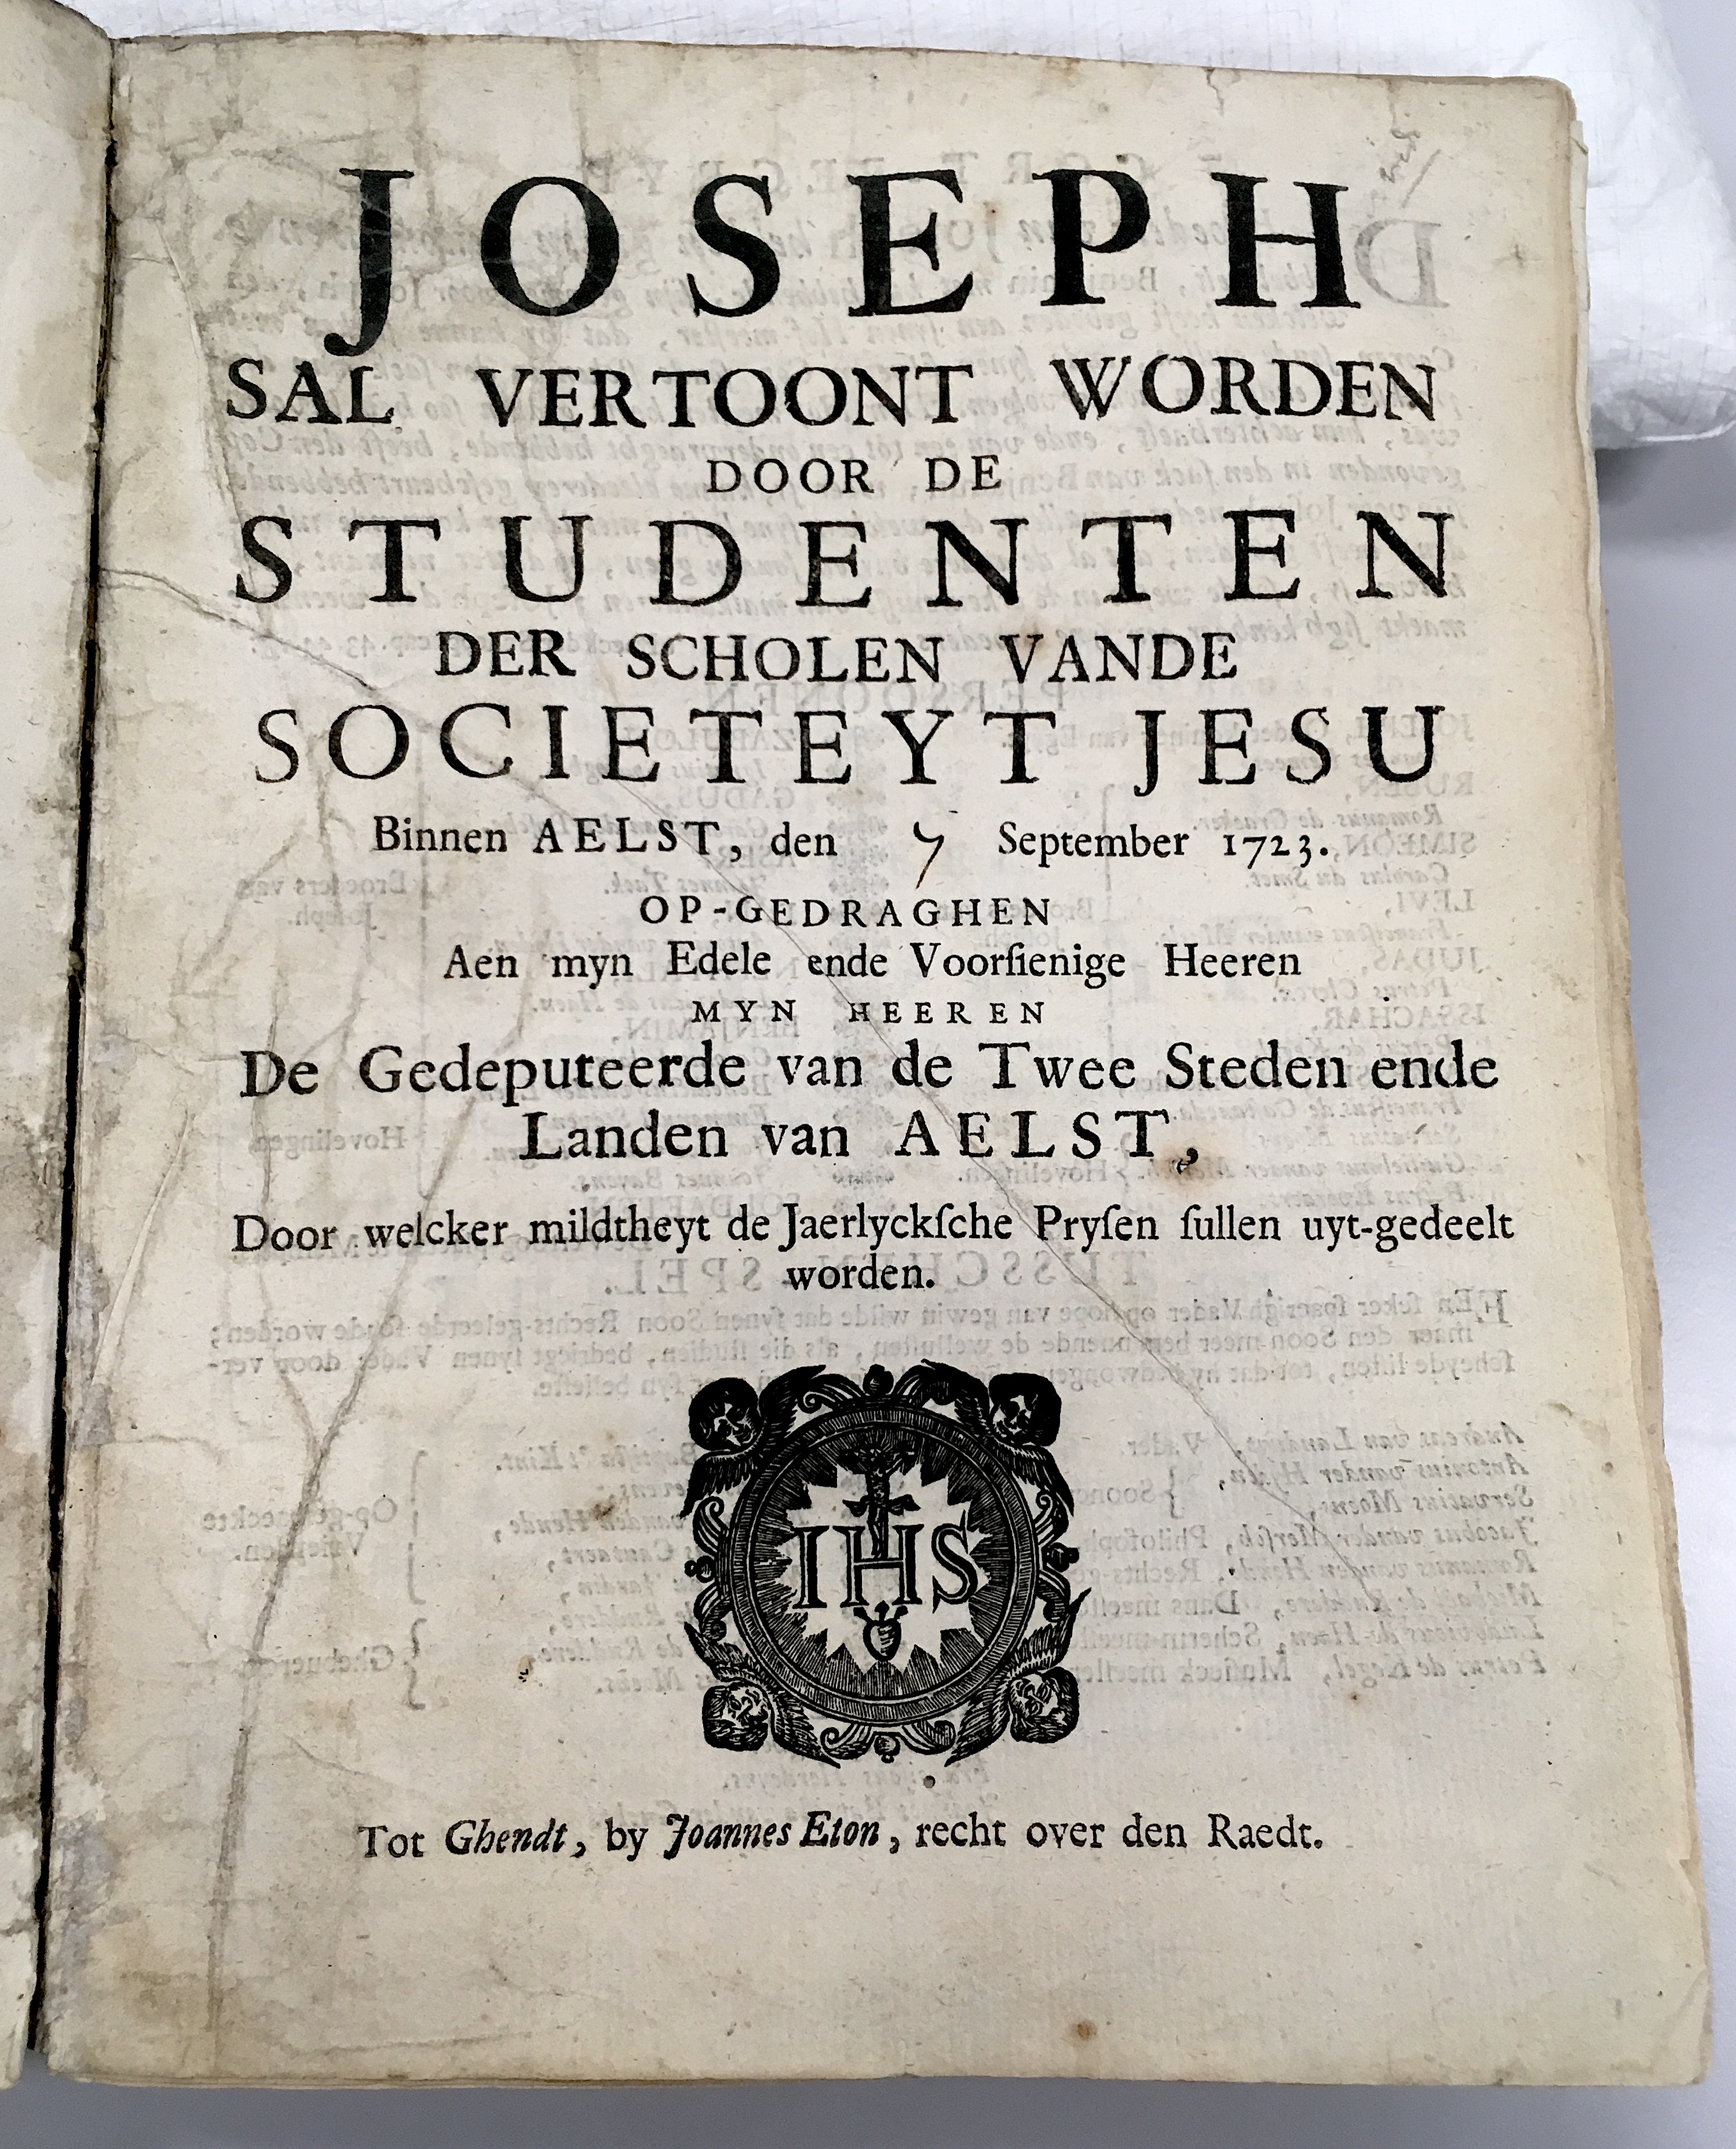 JOSEPH
SAL VERTOONT WORDEN
DOOR DE
STUDENTEN
DER SCHOLEN VANDE
SOCIETEYT JESU
Binnen AELST, den 7 September 1723.
OP-GEDRAGHEN
Aen myn Edele ende Voorſienige Heeren
MYN HEEREN
De Gedeputeerde van de Twee Steden ende
Landen van AELST,
Door welcker mildtheyt de Jaerlyckſche Pryſen ſullen uyt-gedeelt
worden.
IHS
Tot Ghendt, by Joannes Eton, recht over den Raedt.